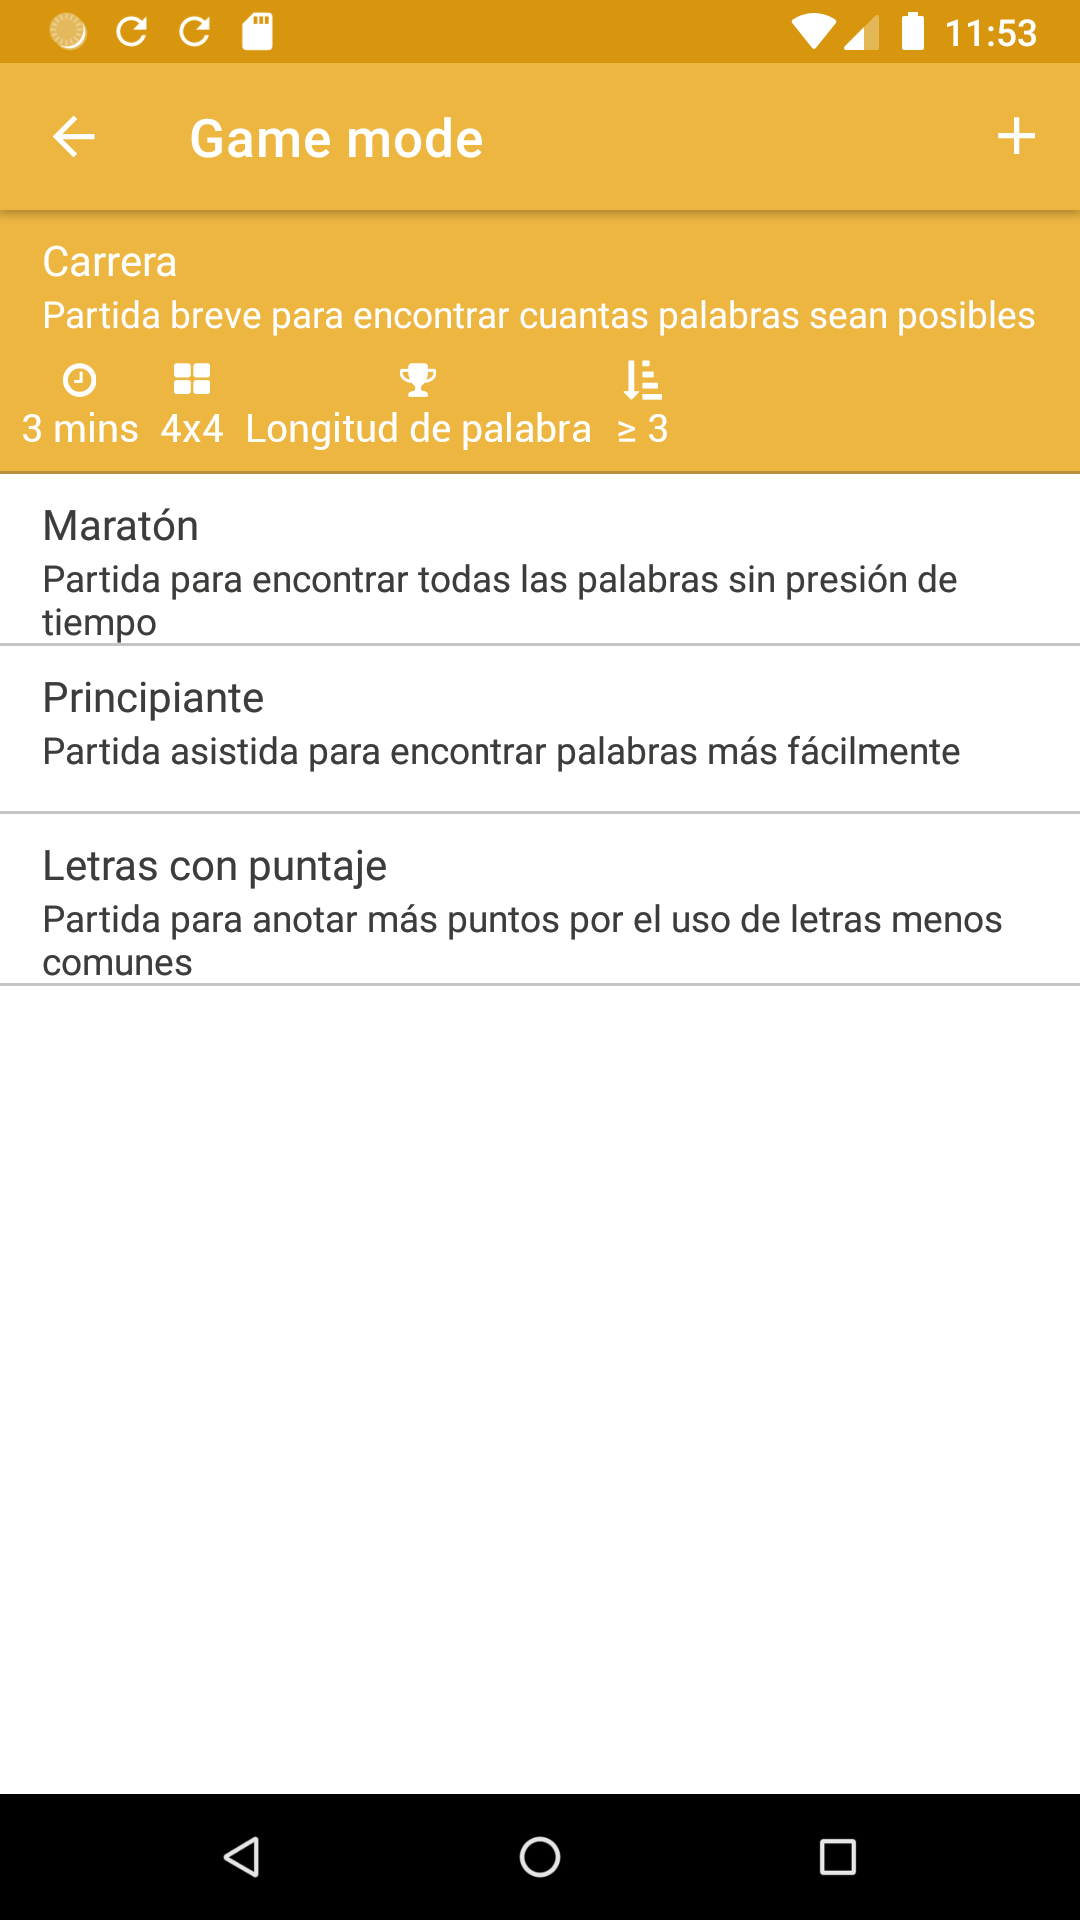 11:53
Game mode
Carrera
Partida breve para encontrar cuantas palabras sean posibles
3 mins 4x4 Longitud de palabra ≥ 3
Maratón
Partida para encontrar todas las palabras sin presión de
tiempo
Principiante
Partida asistida para encontrar palabras más fácilmente
Letras con puntaje
Partida para anotar más puntos por el uso de letras menos
comunes